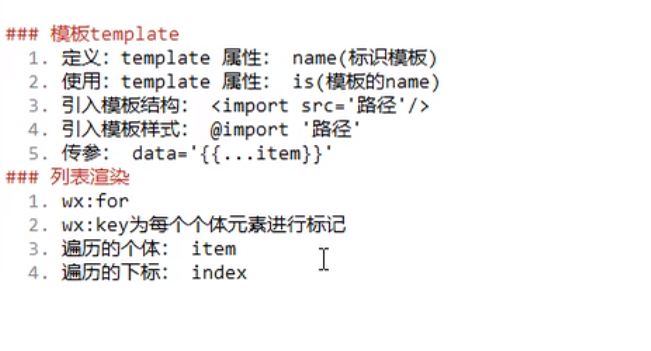 ### 模板template
1. 定义: template 属性: name(标识模板)
2. 使用: template 属性: is(模板的name)
3. 引入模板结构: <import src='路径'/>
4. 引入模板样式: @import '路径'
5. 传参: data='{{...item}}'
### 列表渲染
1. wx:for
2. wx:key为每个个体元素进行标记
3. 遍历的个体: item
4. 遍历的下标: index